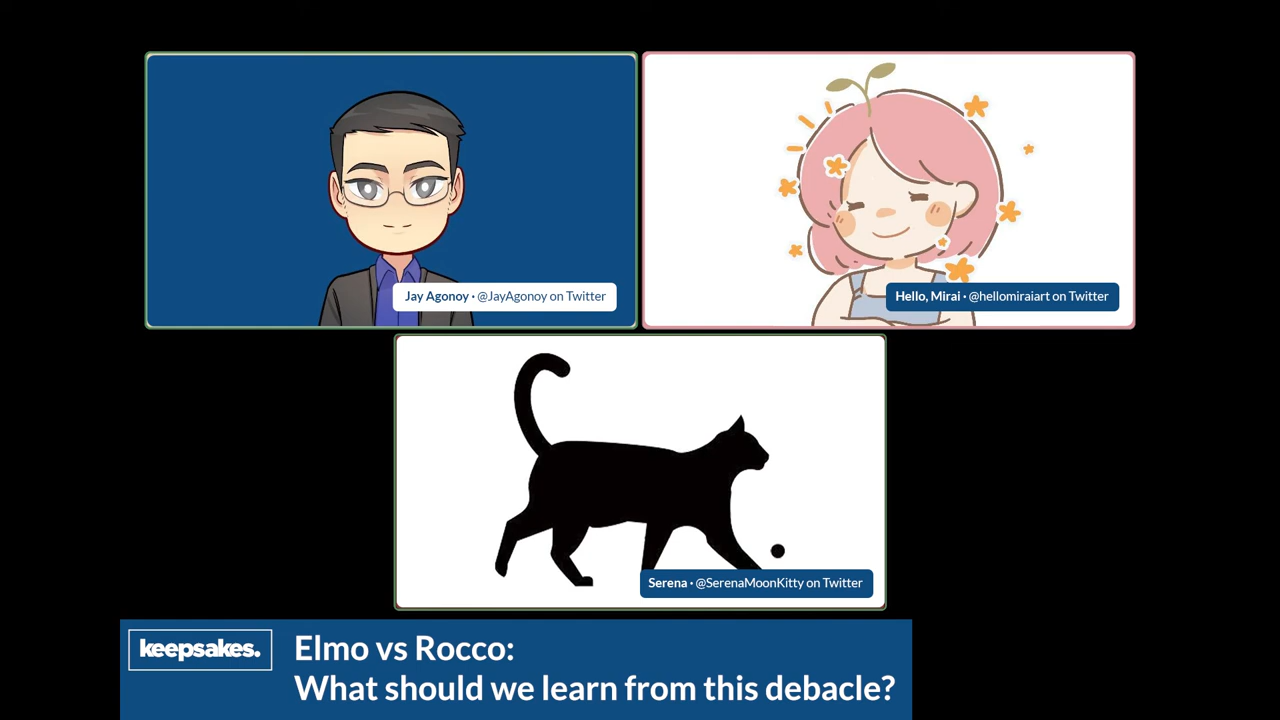 Jay Agonoy · @JayAgonoy on Twitter
Hello, Mirai · @hellomiraiart on Twitter
Serena · @SerenaMoonKitty on Twitter
keepsakes.
Elmo vs Rocco:
What should we learn from this debacle?